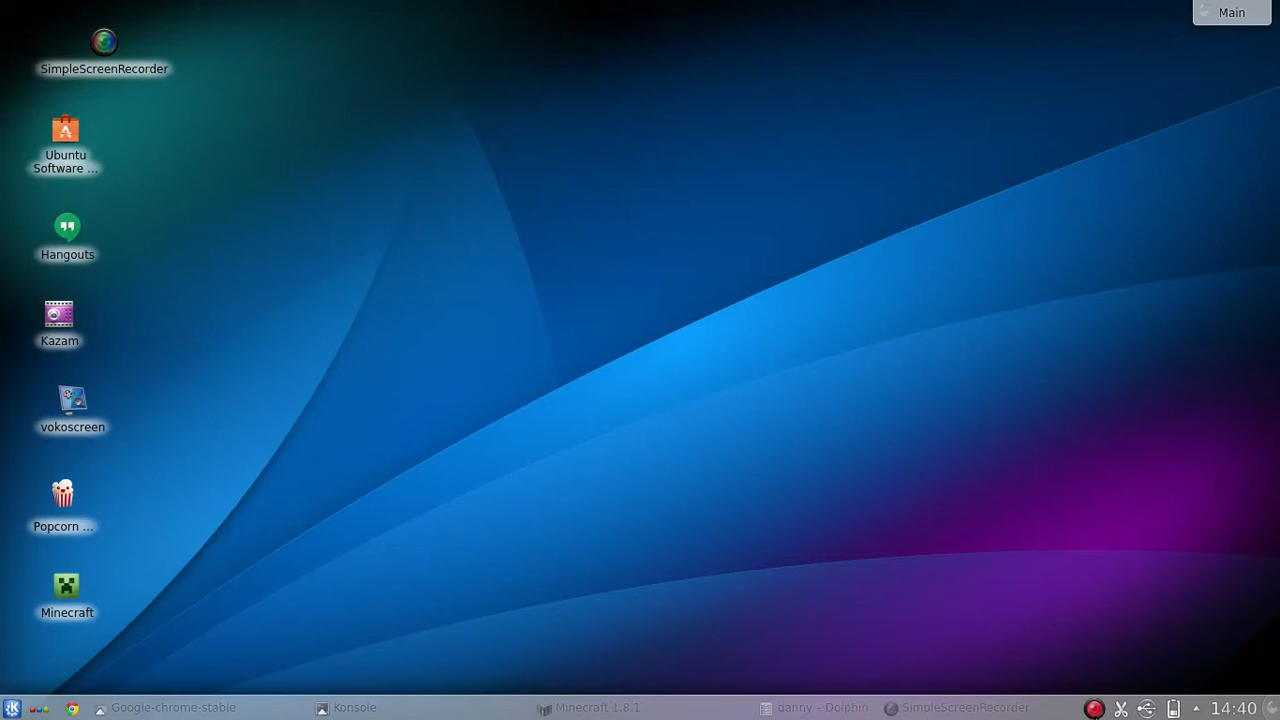 Main
SimpleScreenRecorder
Ubuntu
Software ...
Hangouts
Kazam
vokoscreen
Popcorn ...
Minecraft
Google-chrome-stable
Konsole
Minecraft 1.8.1
danny – Dolphin
SimpleScreenRecorder
14:40